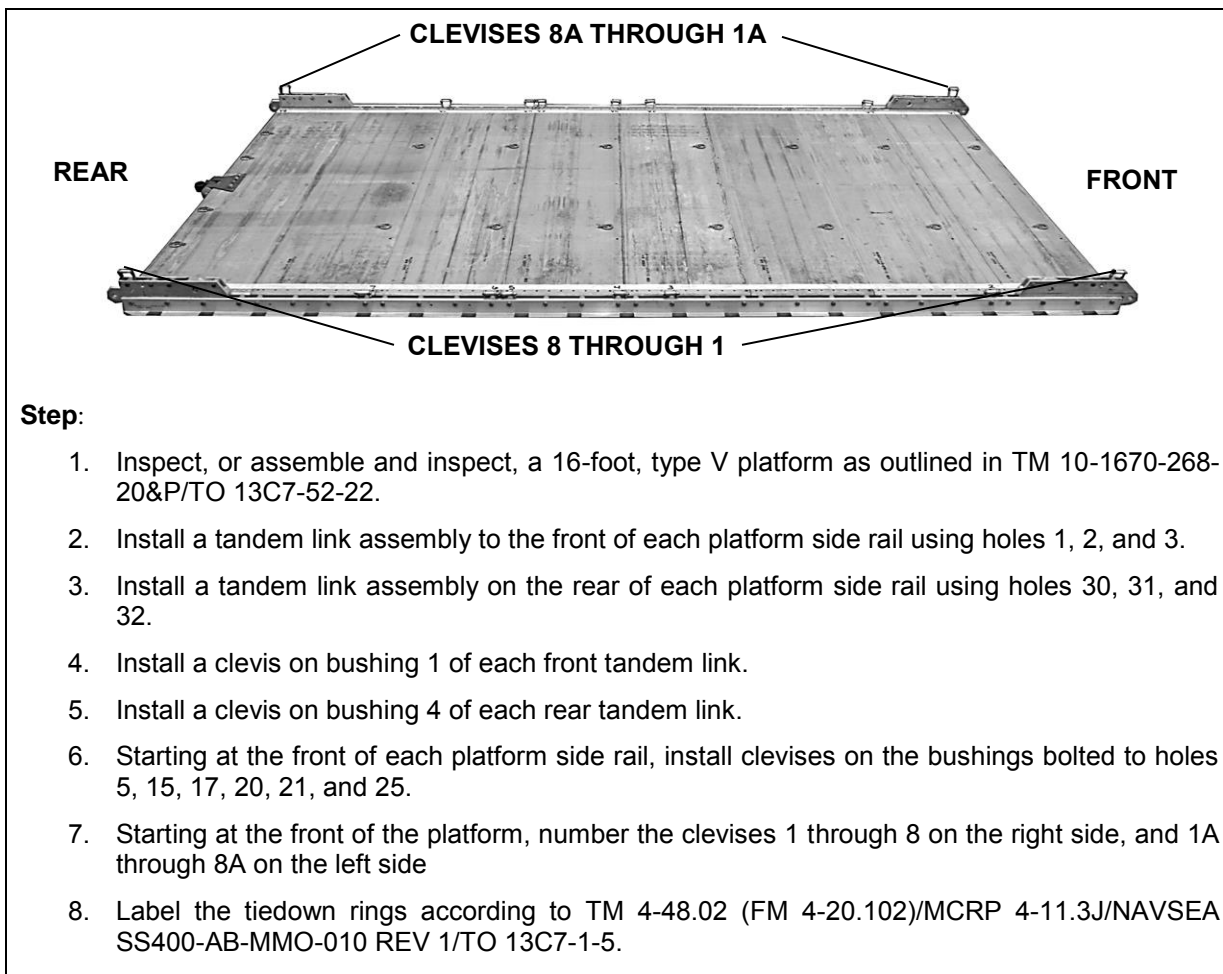 CLEVISES 8A THROUGH 1A
REAR
FRONT
CLEVISES 8 THROUGH 1
Step:
1. Inspect, or assemble and inspect, a 16-foot, type V platform as outlined in TM 10-1670-268-
20&P/TO 13C7-52-22.
2. Install a tandem link assembly to the front of each platform side rail using holes 1, 2, and 3.
3. Install a tandem link assembly on the rear of each platform side rail using holes 30, 31, and
32.
4. Install a clevis on bushing 1 of each front tandem link.
5. Install a clevis on bushing 4 of each rear tandem link.
6. Starting at the front of each platform side rail, install clevises on the bushings bolted to holes
5, 15, 17, 20, 21, and 25.
7. Starting at the front of the platform, number the clevises 1 through 8 on the right side, and 1A
through 8A on the left side
8. Label the tiedown rings according to TM 4-48.02 (FM 4-20.102)/MCRP 4-11.3J/NAVSEA
SS400-AB-MMO-010 REV 1/TO 13C7-1-5.